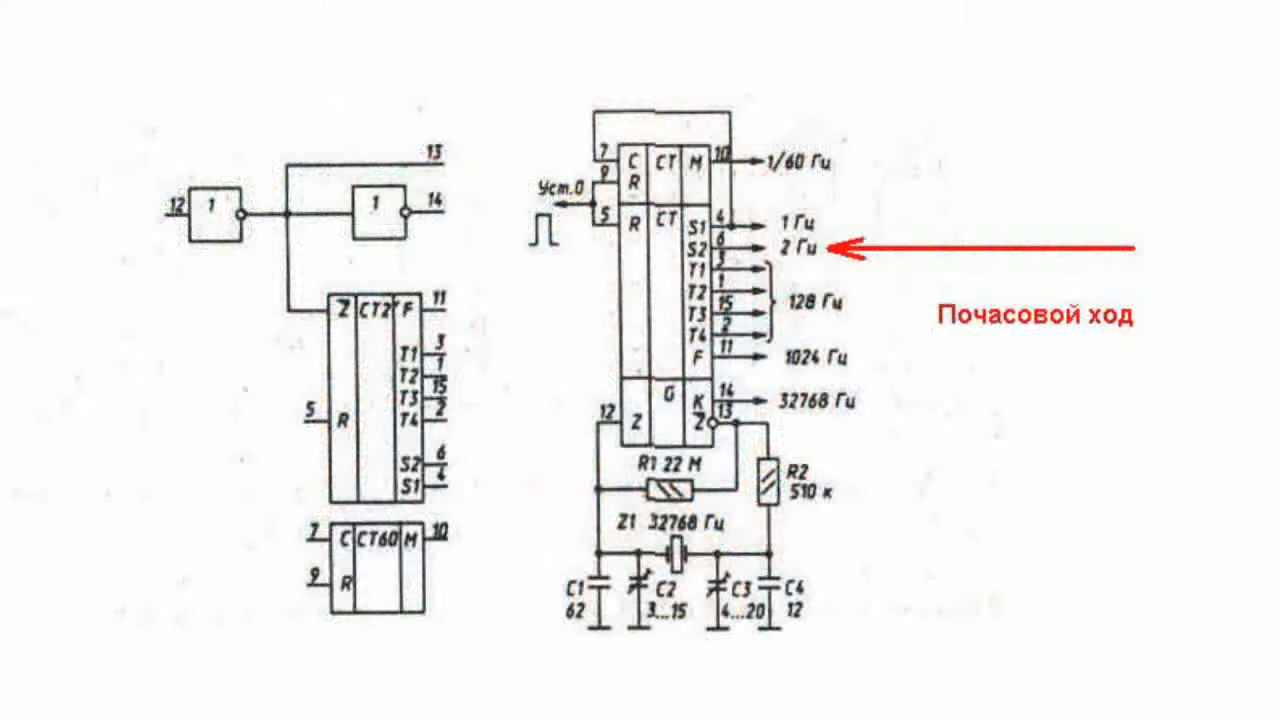 13
12
1
1
14
Z̅ CT2 F 11
T1 3
T2 1
T3 15
5 R T4 2
S2 6
S1 4
7 C CT60 M 10
9 R
7 C CT M 10 1/60 Гц
9 R
Уст.0
5 R CT
S1 4 1 Гц
S2 6 2 Гц
T1 3
T2 1
T3 15
128 Гц
T4 2
F 11 1024 Гц
G
K 14 32768 Гц
12 Z Z̅ 13
R1 22 М
R2
510 к
Z1 32768 Гц
C1
62
C2
3...15
C3
4...20
C4
12
Почасовой ход